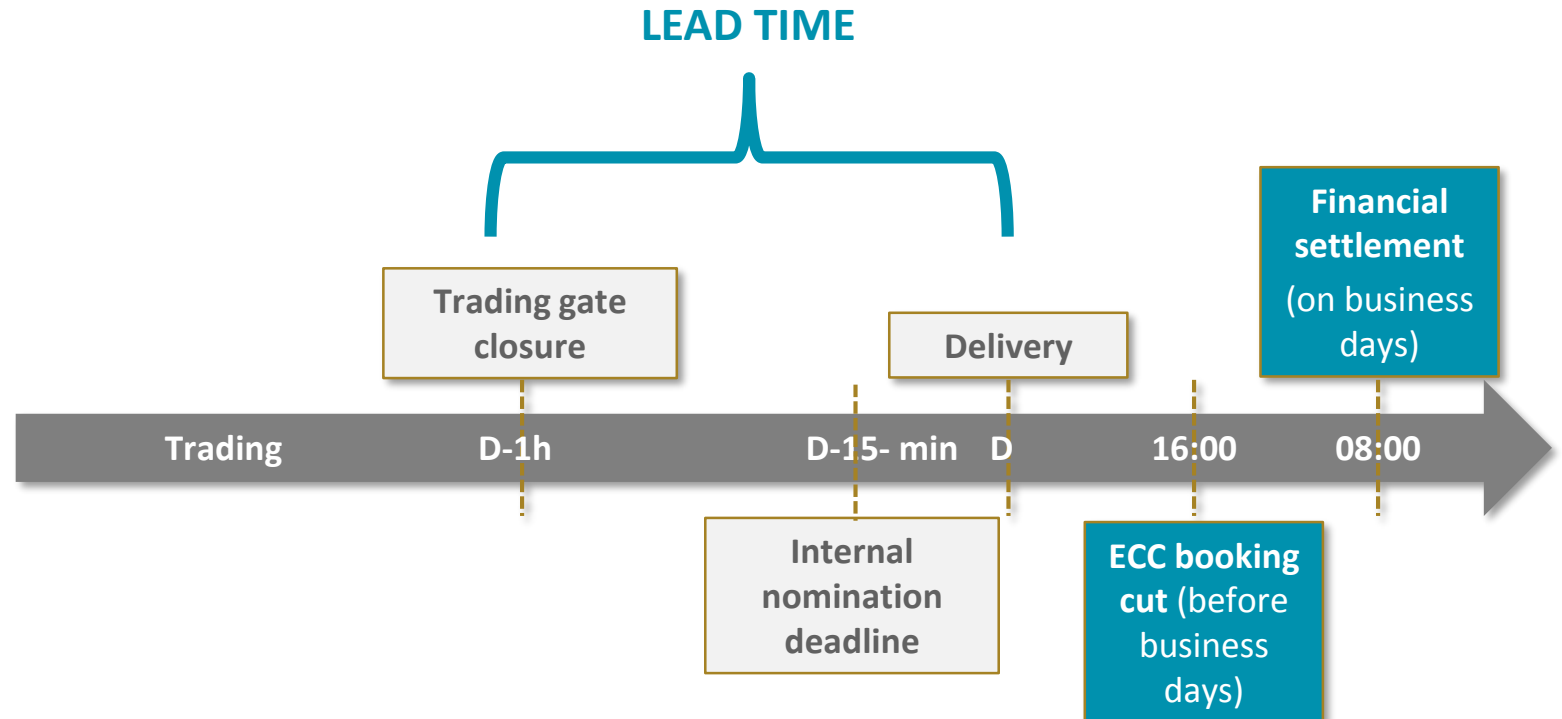 LEAD TIME
Financial
settlement
(on business
days)
Trading gate
closure
Delivery
Trading
D-1h
D-15- min
D
16:00
08:00
Internal
nomination
deadline
ECC booking
cut (before
business
days)